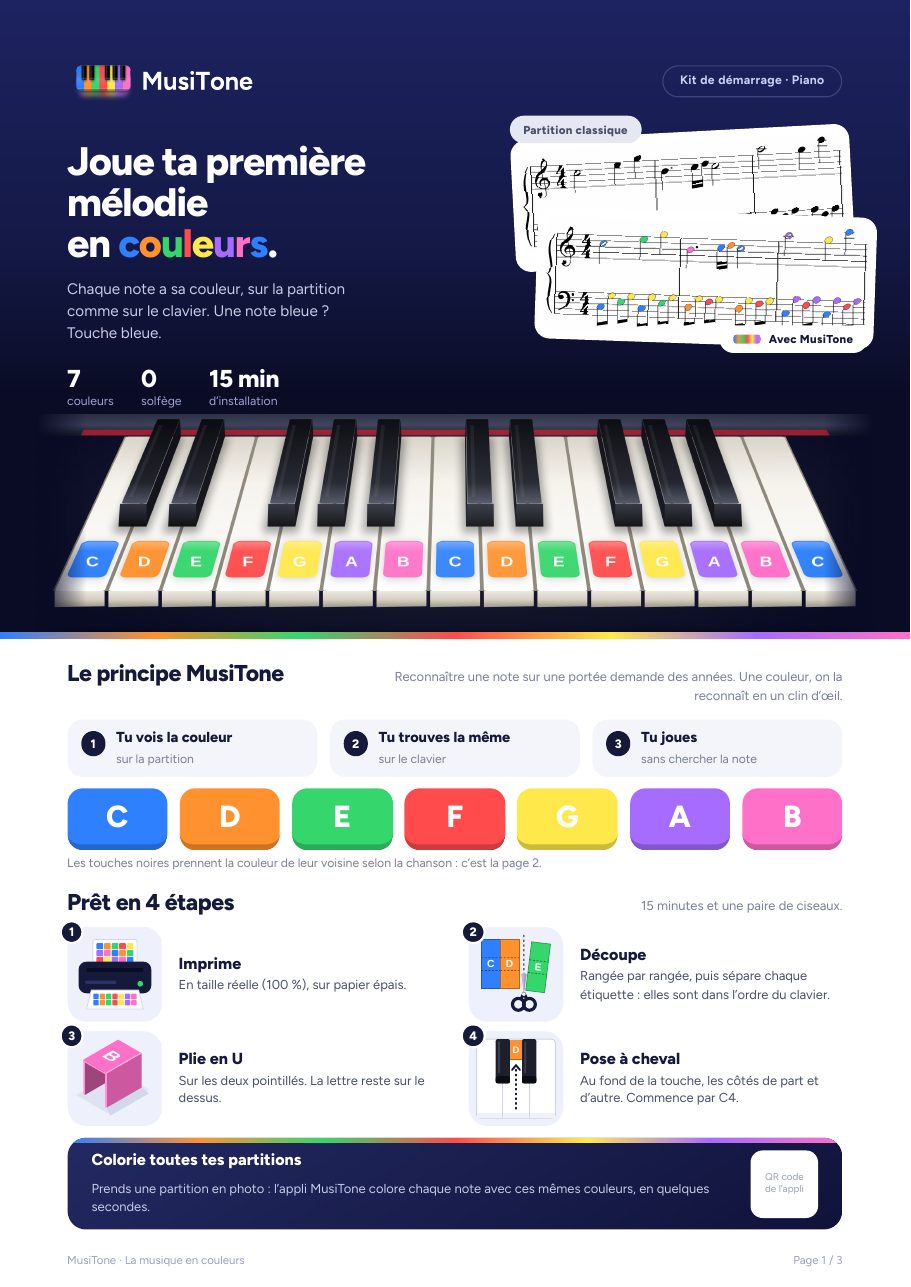 MusiTone
Kit de démarrage · Piano
Joue ta première
mélodie
en couleurs.
Chaque note a sa couleur, sur la partition
comme sur le clavier. Une note bleue ?
Touche bleue.
7
couleurs
0
solfège
15 min
d’installation
Partition classique
Avec MusiTone
C D E F G A B C D E F G A B C
Le principe MusiTone
Reconnaître une note sur une portée demande des années. Une couleur, on la
reconnaît en un clin d’œil.
1
Tu vois la couleur
sur la partition
2
Tu trouves la même
sur le clavier
3
Tu joues
sans chercher la note
C D E F G A B
Les touches noires prennent la couleur de leur voisine selon la chanson : c’est la page 2.
Prêt en 4 étapes
15 minutes et une paire de ciseaux.
1
Imprime
En taille réelle (100 %), sur papier épais.
2
C D E
Découpe
Rangée par rangée, puis sépare chaque
étiquette : elles sont dans l’ordre du clavier.
3
B
Plie en U
Sur les deux pointillés. La lettre reste sur le
dessus.
4
D
Pose à cheval
Au fond de la touche, les côtés de part et
d’autre. Commence par C4.
Colorie toutes tes partitions
Prends une partition en photo : l’appli MusiTone colore chaque note avec ces mêmes couleurs, en quelques
secondes.
QR code
de l’appli
MusiTone · La musique en couleurs
Page 1 / 3